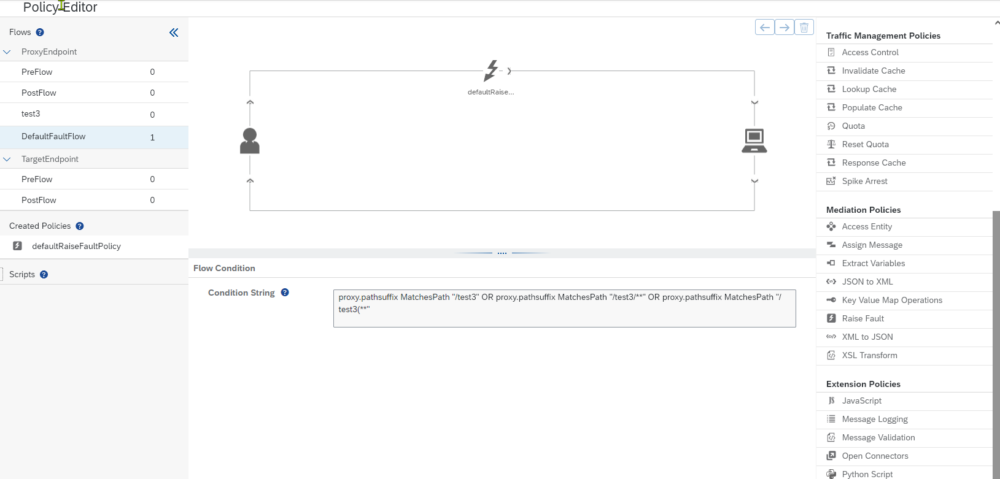 Policy Editor
Flows
ProxyEndpoint
PreFlow 0
PostFlow 0
test3 0
DefaultFaultFlow 1
TargetEndpoint
PreFlow 0
PostFlow 0
Created Policies
defaultRaiseFaultPolicy
Scripts
defaultRaise...
Flow Condition
Condition String
proxy.pathsuffix MatchesPath "/test3" OR proxy.pathsuffix MatchesPath "/test3/**" OR proxy.pathsuffix MatchesPath "/
test3(**"
Traffic Management Policies
Access Control
Invalidate Cache
Lookup Cache
Populate Cache
Quota
Reset Quota
Response Cache
Spike Arrest
Mediation Policies
Access Entity
Assign Message
Extract Variables
JSON to XML
Key Value Map Operations
Raise Fault
XML to JSON
XSL Transform
Extension Policies
JavaScript
Message Logging
Message Validation
Open Connectors
Python Script